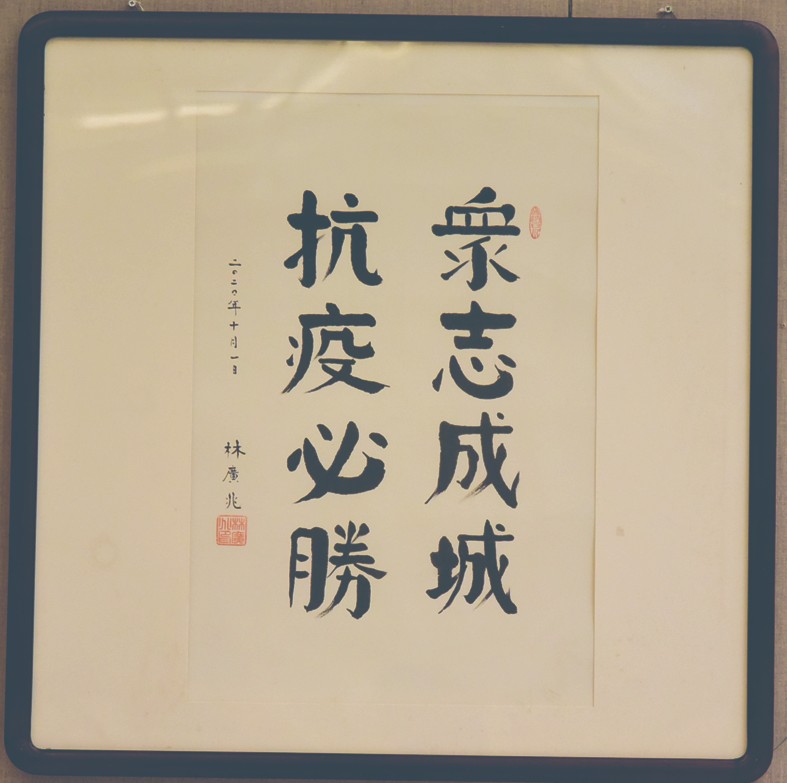 眾志成城
抗疫必勝
二〇二〇年十月一日
林廣兆